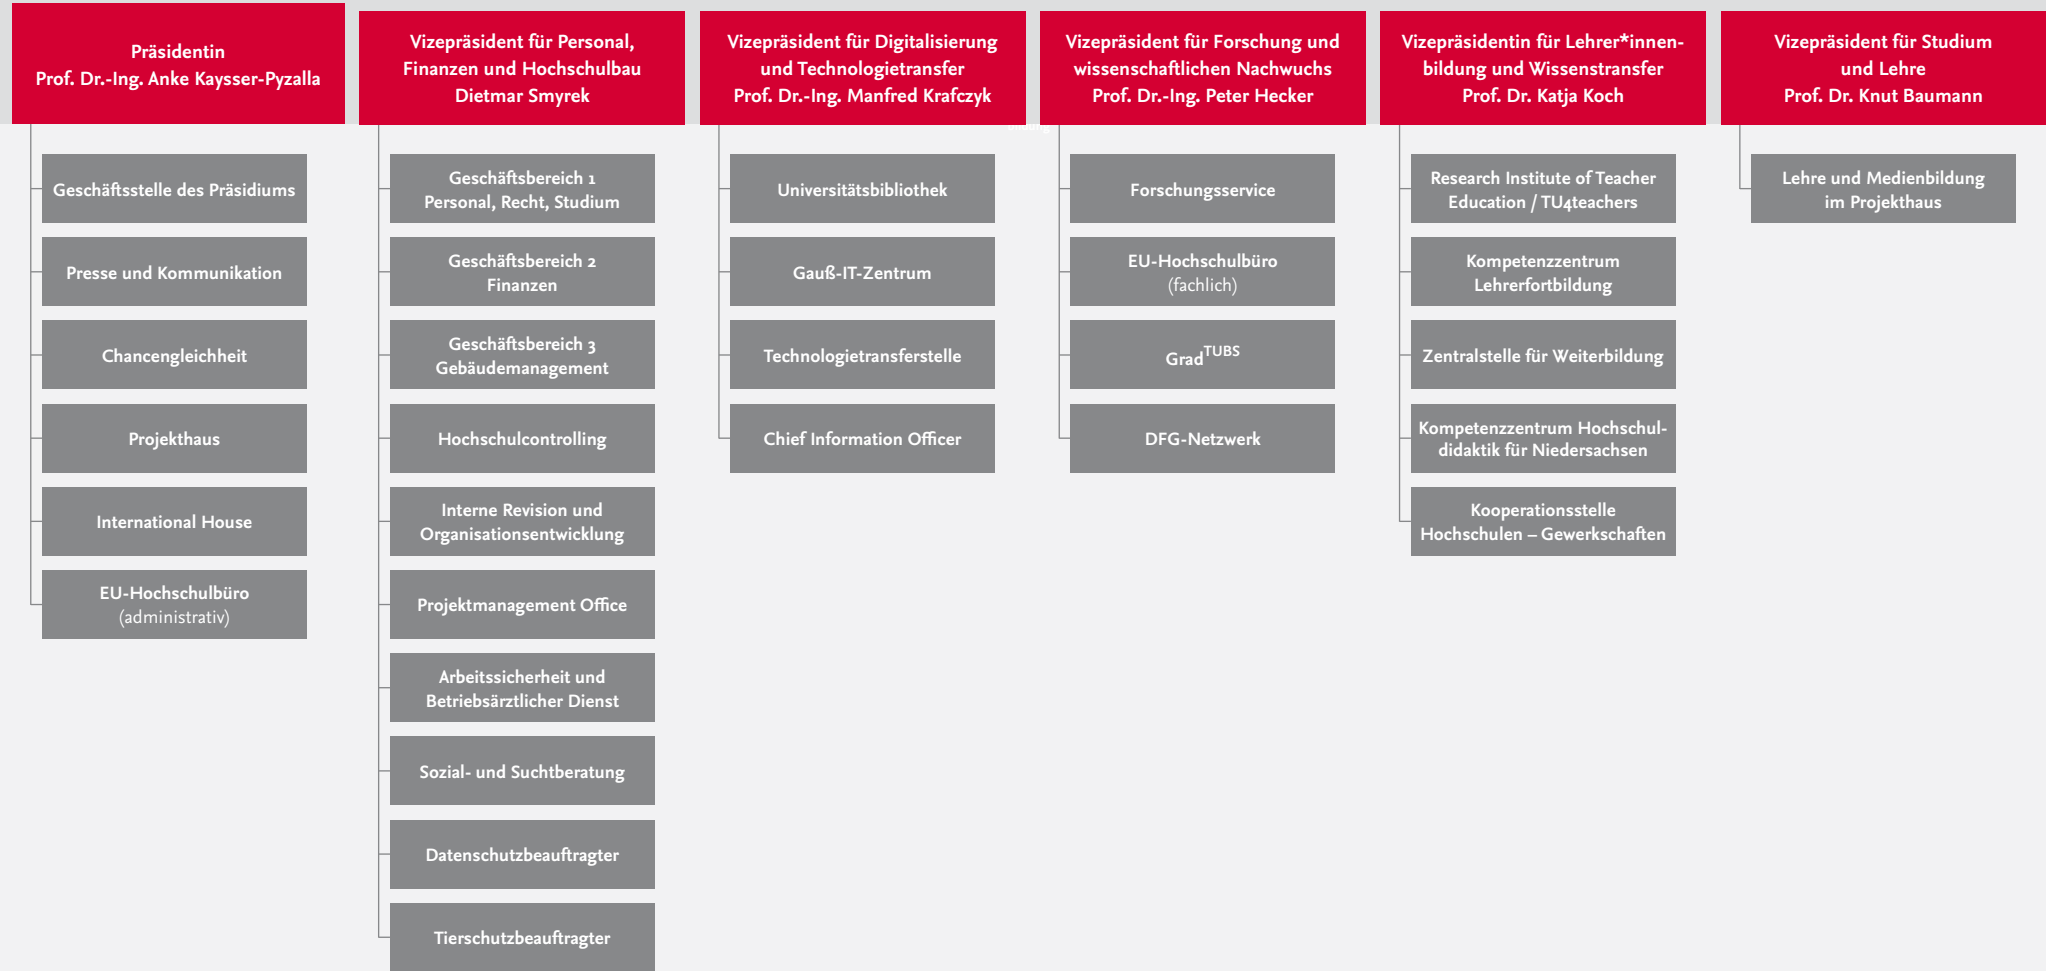 Präsidentin
Prof. Dr.-Ing. Anke Kaysser-Pyzalla
Geschäftsstelle des Präsidiums
Presse und Kommunikation
Chancengleichheit
Projekthaus
International House
EU-Hochschulbüro
(administrativ)
Vizepräsident für Personal,
Finanzen und Hochschulbau
Dietmar Smyrek
Geschäftsbereich 1
Personal, Recht, Studium
Geschäftsbereich 2
Finanzen
Geschäftsbereich 3
Gebäudemanagement
Hochschulcontrolling
Interne Revision und
Organisationsentwicklung
Projektmanagement Office
Arbeitssicherheit und
Betriebsärztlicher Dienst
Sozial- und Suchtberatung
Datenschutzbeauftragter
Tierschutzbeauftragter
Vizepräsident für Digitalisierung
und Technologietransfer
Prof. Dr.-Ing. Manfred Krafczyk
Universitätsbibliothek
Gauß-IT-Zentrum
Technologietransferstelle
Chief Information Officer
Vizepräsident für Forschung und
wissenschaftlichen Nachwuchs
Prof. Dr.-Ing. Peter Hecker
Forschungsservice
EU-Hochschulbüro
(fachlich)
GradTUBS
DFG-Netzwerk
Vizepräsidentin für Lehrer*innen-
bildung und Wissenstransfer
Prof. Dr. Katja Koch
Research Institute of Teacher
Education / TU4teachers
Kompetenzzentrum
Lehrerfortbildung
Zentralstelle für Weiterbildung
Kompetenzzentrum Hochschul-
didaktik für Niedersachsen
Kooperationsstelle
Hochschulen – Gewerkschaften
Vizepräsident für Studium
und Lehre
Prof. Dr. Knut Baumann
Lehre und Medienbildung
im Projekthaus